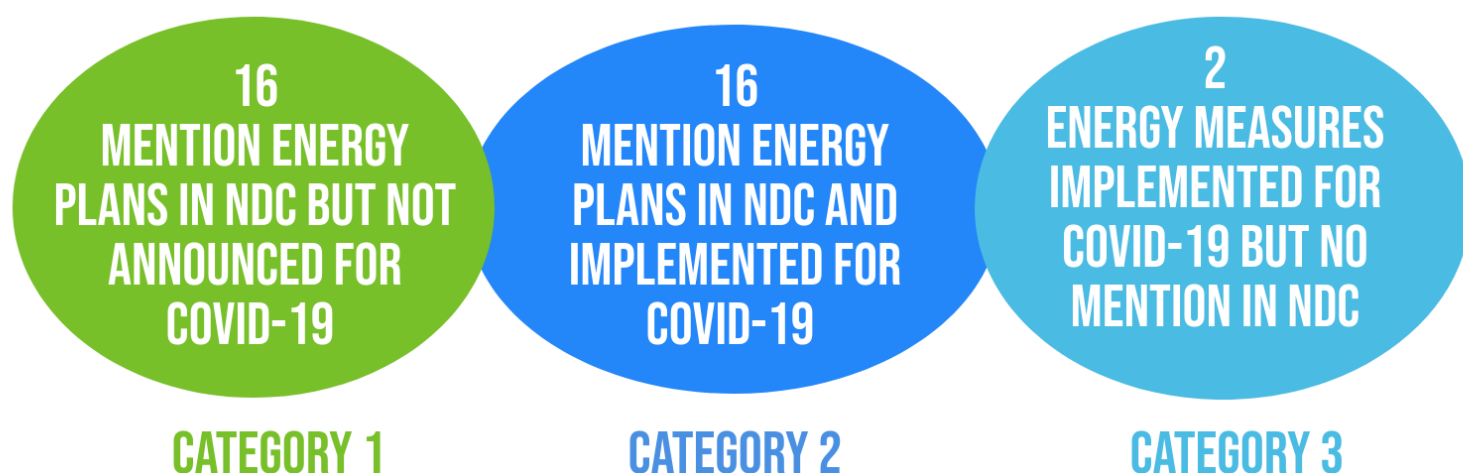 16
MENTION ENERGY
PLANS IN NDC BUT NOT
ANNOUNCED FOR
COVID-19
CATEGORY 1
16
MENTION ENERGY
PLANS IN NDC AND
IMPLEMENTED FOR
COVID-19
CATEGORY 2
2
ENERGY MEASURES
IMPLEMENTED FOR
COVID-19 BUT NO
MENTION IN NDC
CATEGORY 3